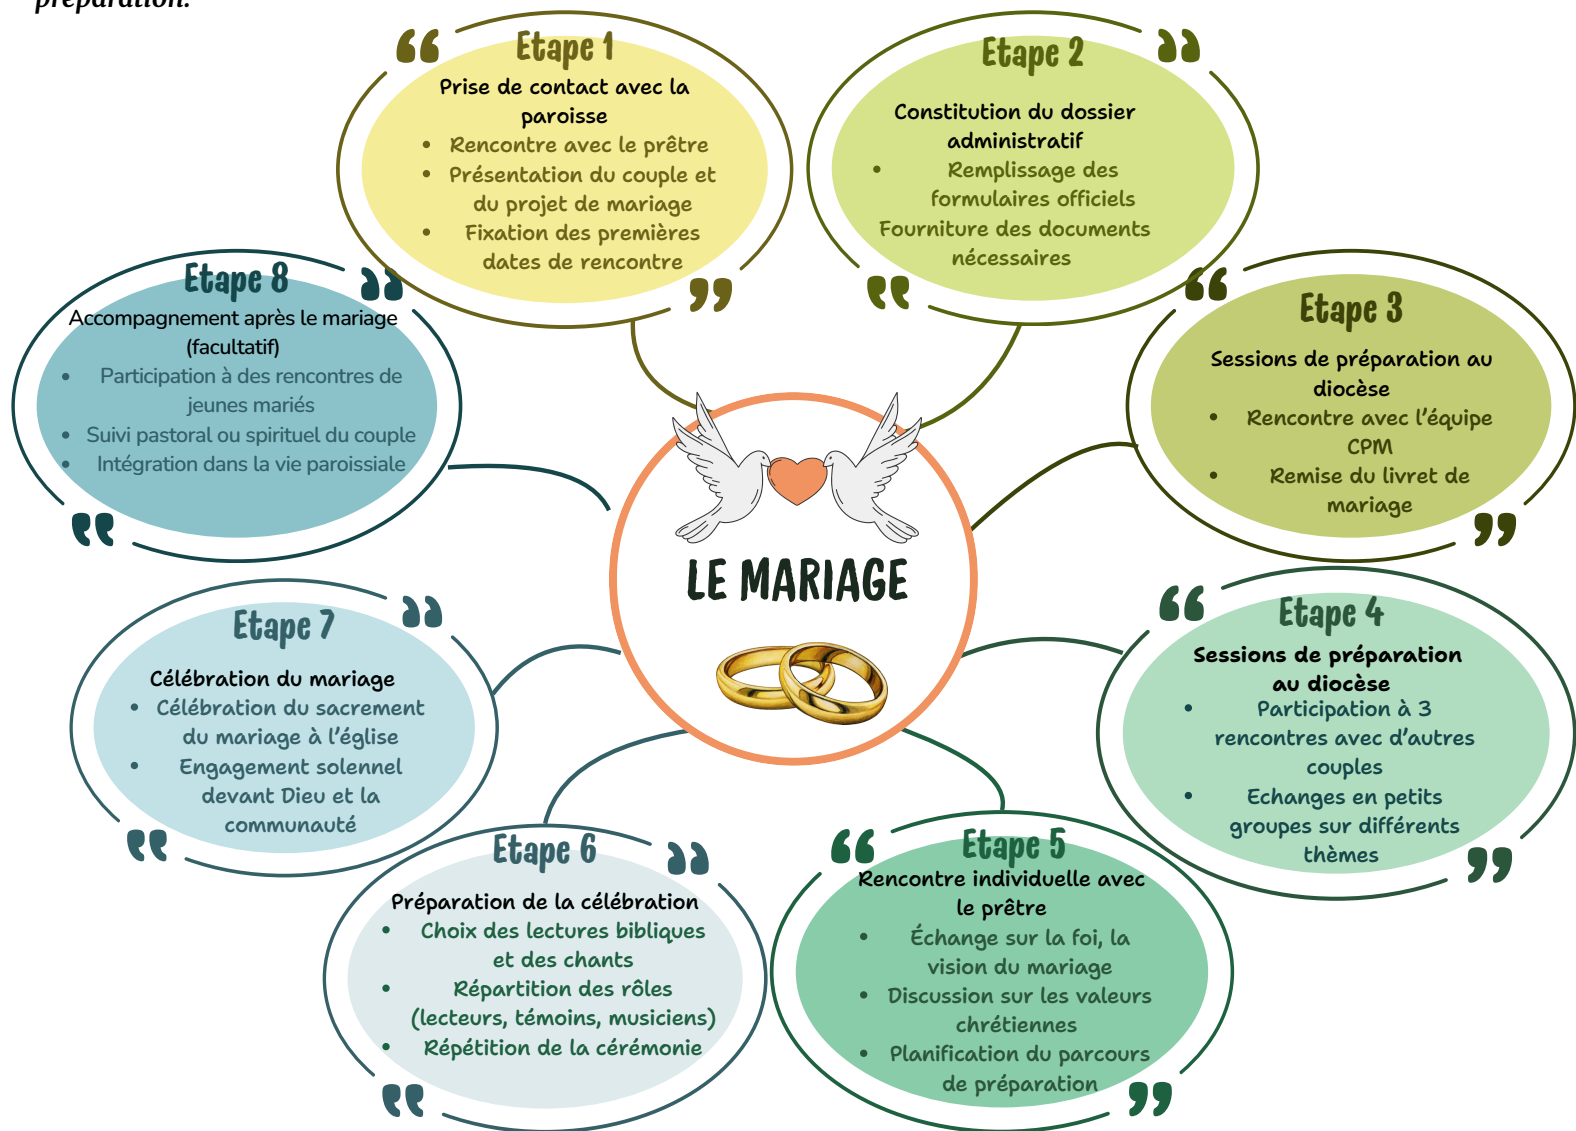 préparation.
Etape 1
Prise de contact avec la
paroisse
• Rencontre avec le prêtre
• Présentation du couple et
du projet de mariage
• Fixation des premières
dates de rencontre
Etape 2
Constitution du dossier
administratif
• Remplissage des
formulaires officiels
Fourniture des documents
nécessaires
Etape 3
Sessions de préparation au
diocèse
• Rencontre avec l'équipe
CPM
• Remise du livret de
mariage
Etape 4
Sessions de préparation
au diocèse
• Participation à 3
rencontres avec d'autres
couples
• Echanges en petits
groupes sur différents
thèmes
Etape 5
Rencontre individuelle avec
le prêtre
• Échange sur la foi, la
vision du mariage
• Discussion sur les valeurs
chrétiennes
• Planification du parcours
de préparation
Etape 6
Préparation de la célébration
• Choix des lectures bibliques
et des chants
• Répartition des rôles
(lecteurs, témoins, musiciens)
• Répétition de la cérémonie
Etape 7
Célébration du mariage
• Célébration du sacrement
du mariage à l'église
• Engagement solennel
devant Dieu et la
communauté
Etape 8
Accompagnement après le mariage
(facultatif)
• Participation à des rencontres de
jeunes mariés
• Suivi pastoral ou spirituel du couple
• Intégration dans la vie paroissiale
LE MARIAGE